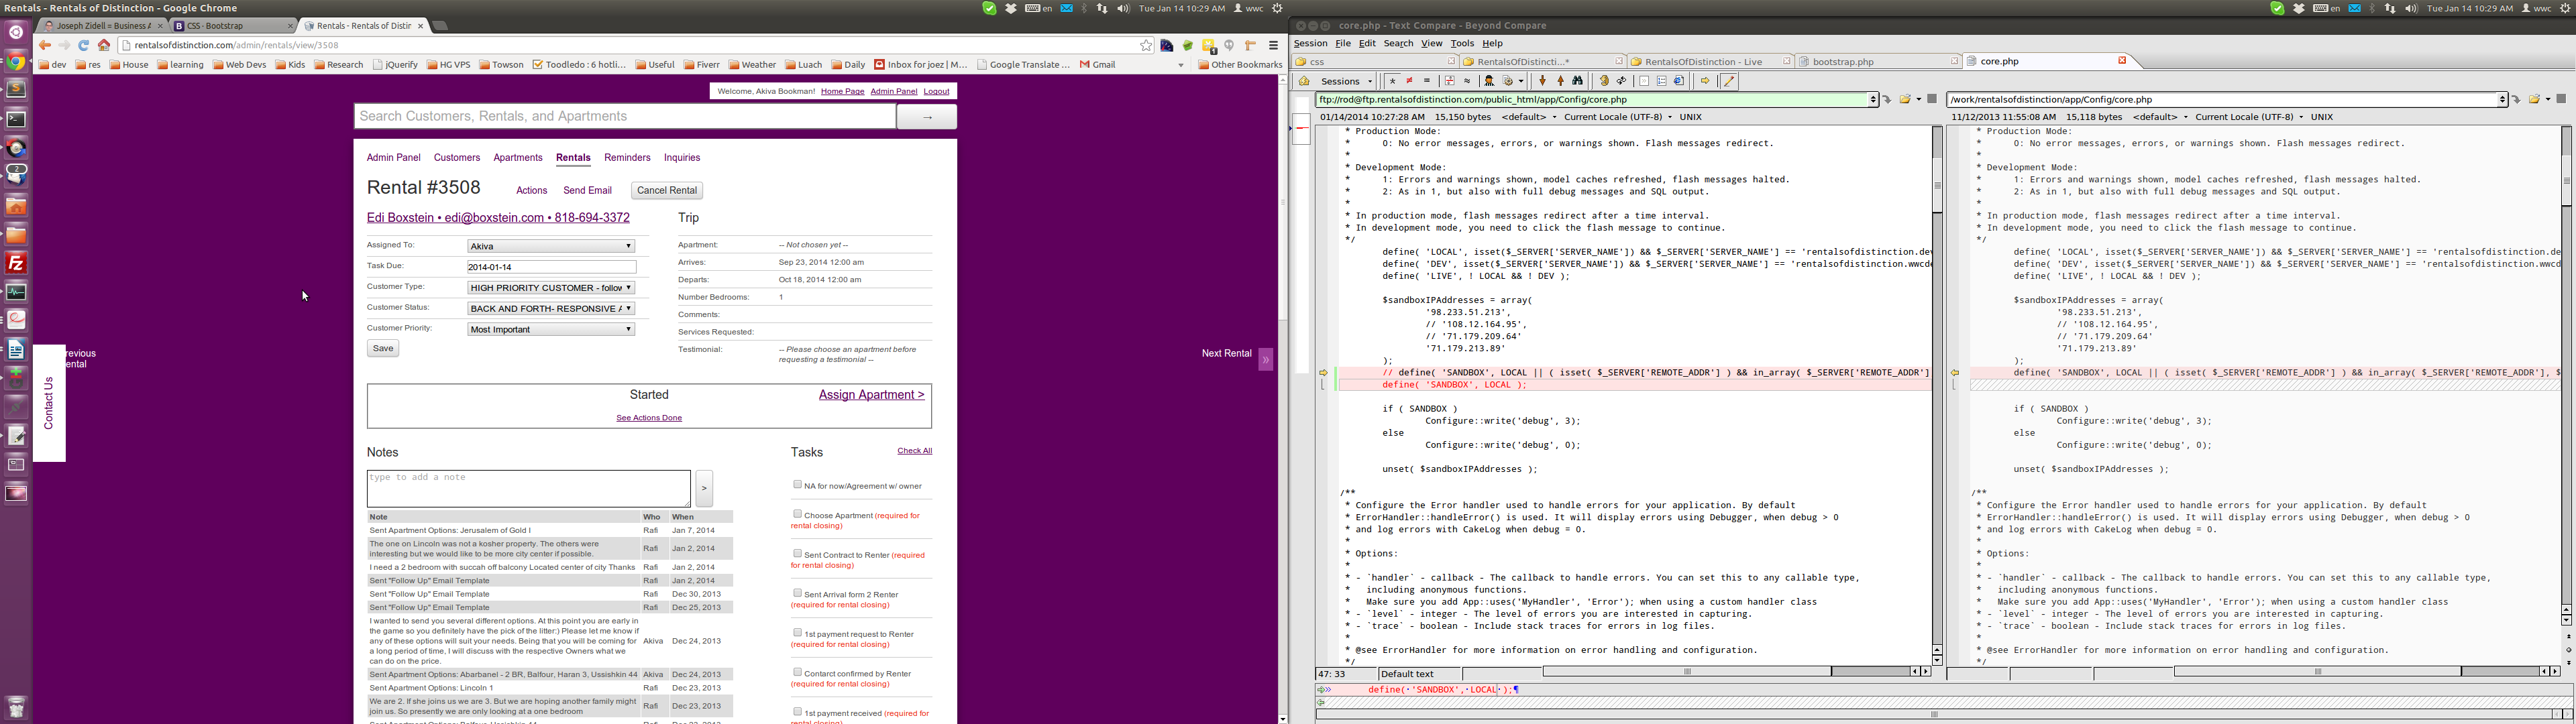 Rentals - Rentals of Distinction - Google Chrome
en
Tue Jan 14 10:29 AM
wwc
Joseph Zidell = Business A
CSS · Bootstrap
Rentals - Rentals of Distin
rentalsofdistinction.com/admin/rentals/view/3508
dev
res
House
learning
Web Devs
Kids
Research
jQuerify
HG VPS
Towson
Toodledo : 6 hotli...
Useful
Fiverr
Weather
Luach
Daily
Inbox for joez | M...
Google Translate ...
Gmail
Other Bookmarks
Welcome, Akiva Bookman! Home Page Admin Panel Logout
Search Customers, Rentals, and Apartments
→
Admin Panel Customers Apartments Rentals Reminders Inquiries
Rental #3508 Actions Send Email Cancel Rental
Edi Boxstein • edi@boxstein.com • 818-694-3372
Assigned To: Akiva
Task Due: 2014-01-14
Customer Type: HIGH PRIORITY CUSTOMER - follow
Customer Status: BACK AND FORTH- RESPONSIVE
Customer Priority: Most Important
Save
Trip
Apartment: -- Not chosen yet --
Arrives: Sep 23, 2014 12:00 am
Departs: Oct 18, 2014 12:00 am
Number Bedrooms: 1
Comments:
Services Requested:
Testimonial: -- Please choose an apartment before
requesting a testimonial --
revious
ental
Contact Us
Next Rental »
Started
Assign Apartment >
See Actions Done
Notes
type to add a note
>
Note Who When
Sent Apartment Options: Jerusalem of Gold I Rafi Jan 7, 2014
The one on Lincoln was not a kosher property. The others were
interesting but we would like to be more city center if possible. Rafi Jan 2, 2014
I need a 2 bedroom with succah off balcony Located center of city Thanks Rafi Jan 2, 2014
Sent "Follow Up" Email Template Rafi Jan 2, 2014
Sent "Follow Up" Email Template Rafi Dec 30, 2013
Sent "Follow Up" Email Template Rafi Dec 25, 2013
I wanted to send you several different options. At this point you are early in
the game so you definitely have the pick of the litter:) Please let me know if
any of these options will suit your needs. Being that you will be coming for Akiva Dec 24, 2013
a long period of time, I will discuss with the respective Owners what we
can do on the price.
Sent Apartment Options: Abarbanel - 2 BR, Balfour, Haran 3, Ussishkin 44 Akiva Dec 24, 2013
Sent Apartment Options: Lincoln 1 Rafi Dec 23, 2013
We are 2. If she joins us we are 3. But we are hoping another family might
join us. So presently we are only looking at a one bedroom Rafi Dec 23, 2013
Tasks
Check All
NA for now/Agreement w/ owner
Choose Apartment (required for
rental closing)
Sent Contract to Renter (required
for rental closing)
Sent Arrival form 2 Renter
(required for rental closing)
1st payment request to Renter
(required for rental closing)
Contarct confirmed by Renter
(required for rental closing)
1st payment received (required for
rental closing)
core.php - Text Compare - Beyond Compare
en
Tue Jan 14 10:29 AM
wwc
Session File Edit Search View Tools Help
css
RentalsOfDistincti...*
RentalsOfDistinction - Live
bootstrap.php
core.php
Sessions
ftp://rod@ftp.rentalsofdistinction.com/public_html/app/Config/core.php
01/14/2014 10:27:28 AM 15,150 bytes <default> Current Locale (UTF-8) UNIX
* Production Mode:
* 0: No error messages, errors, or warnings shown. Flash messages redirect.
*
* Development Mode:
* 1: Errors and warnings shown, model caches refreshed, flash messages halted.
* 2: As in 1, but also with full debug messages and SQL output.
*
* In production mode, flash messages redirect after a time interval.
* In development mode, you need to click the flash message to continue.
*/
define( 'LOCAL', isset($_SERVER['SERVER_NAME']) && $_SERVER['SERVER_NAME'] == 'rentalsofdistinction.dev
define( 'DEV', isset($_SERVER['SERVER_NAME']) && $_SERVER['SERVER_NAME'] == 'rentalsofdistinction.wwcd
define( 'LIVE', ! LOCAL && ! DEV );
$sandboxIPAddresses = array(
'98.233.51.213',
// '108.12.164.95',
// '71.179.209.64'
'71.179.213.89'
);
// define( 'SANDBOX', LOCAL || ( isset( $_SERVER['REMOTE_ADDR'] ) && in_array( $_SERVER['REMOTE_ADDR']
define( 'SANDBOX', LOCAL );
if ( SANDBOX )
Configure::write('debug', 3);
else
Configure::write('debug', 0);
unset( $sandboxIPAddresses );
/**
* Configure the Error handler used to handle errors for your application. By default
* ErrorHandler::handleError() is used. It will display errors using Debugger, when debug > 0
* and log errors with CakeLog when debug = 0.
*
* Options:
*
* - `handler` - callback - The callback to handle errors. You can set this to any callable type,
* including anonymous functions.
* Make sure you add App::uses('MyHandler', 'Error'); when using a custom handler class
* - `level` - integer - The level of errors you are interested in capturing.
* - `trace` - boolean - Include stack traces for errors in log files.
*
* @see ErrorHandler for more information on error handling and configuration.
*/
47: 33 Default text
define( 'SANDBOX', LOCAL );¶
/work/rentalsofdistinction/app/Config/core.php
11/12/2013 11:55:08 AM 15,118 bytes <default> Current Locale (UTF-8) UNIX
* Production Mode:
* 0: No error messages, errors, or warnings shown. Flash messages redirect.
*
* Development Mode:
* 1: Errors and warnings shown, model caches refreshed, flash messages halted.
* 2: As in 1, but also with full debug messages and SQL output.
*
* In production mode, flash messages redirect after a time interval.
* In development mode, you need to click the flash message to continue.
*/
define( 'LOCAL', isset($_SERVER['SERVER_NAME']) && $_SERVER['SERVER_NAME'] == 'rentalsofdistinction.de
define( 'DEV', isset($_SERVER['SERVER_NAME']) && $_SERVER['SERVER_NAME'] == 'rentalsofdistinction.wwcd
define( 'LIVE', ! LOCAL && ! DEV );
$sandboxIPAddresses = array(
'98.233.51.213',
// '108.12.164.95',
// '71.179.209.64'
'71.179.213.89'
);
define( 'SANDBOX', LOCAL || ( isset( $_SERVER['REMOTE_ADDR'] ) && in_array( $_SERVER['REMOTE_ADDR'], $
if ( SANDBOX )
Configure::write('debug', 3);
else
Configure::write('debug', 0);
unset( $sandboxIPAddresses );
/**
* Configure the Error handler used to handle errors for your application. By default
* ErrorHandler::handleError() is used. It will display errors using Debugger, when debug > 0
* and log errors with CakeLog when debug = 0.
*
* Options:
*
* - `handler` - callback - The callback to handle errors. You can set this to any callable type,
* including anonymous functions.
* Make sure you add App::uses('MyHandler', 'Error'); when using a custom handler class
* - `level` - integer - The level of errors you are interested in capturing.
* - `trace` - boolean - Include stack traces for errors in log files.
*
* @see ErrorHandler for more information on error handling and configuration.
*/